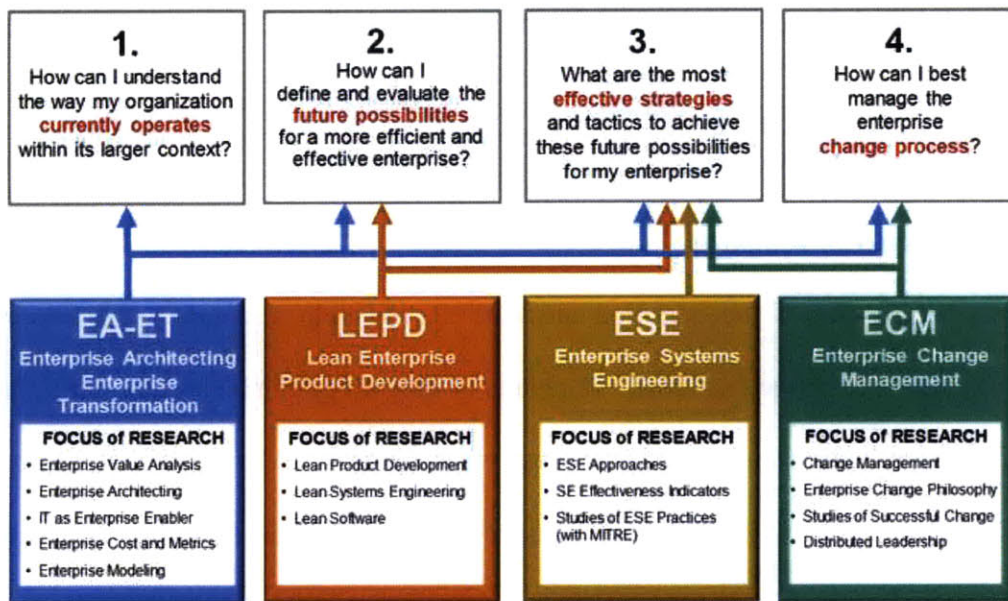 1.
How can I understand
the way my organization
currently operates
within its larger context?
2.
How can I
define and evaluate the
future possibilities
for a more efficient and
effective enterprise?
3.
What are the most
effective strategies
and tactics to achieve
these future possibilities
for my enterprise?
4.
How can I best
manage the
enterprise
change process?
EA-ET
Enterprise Architecting
Enterprise
Transformation
FOCUS of RESEARCH
• Enterprise Value Analysis
• Enterprise Architecting
• IT as Enterprise Enabler
• Enterprise Cost and Metrics
• Enterprise Modeling
LEPD
Lean Enterprise
Product Development
FOCUS of RESEARCH
• Lean Product Development
• Lean Systems Engineering
• Lean Software
ESE
Enterprise Systems
Engineering
FOCUS of RESEARCH
• ESE Approaches
• SE Effectiveness Indicators
• Studies of ESE Practices
(with MITRE)
ECM
Enterprise Change
Management
FOCUS of RESEARCH
• Change Management
• Enterprise Change Philosophy
• Studies of Successful Change
• Distributed Leadership